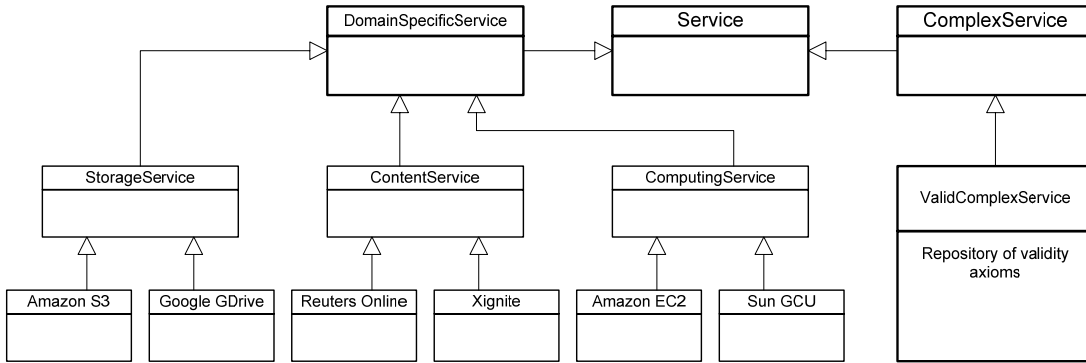 DomainSpecificService
Service
ComplexService
StorageService
ContentService
ComputingService
ValidComplexService
Repository of validity
axioms
Amazon S3
Google GDrive
Reuters Online
Xignite
Amazon EC2
Sun GCU